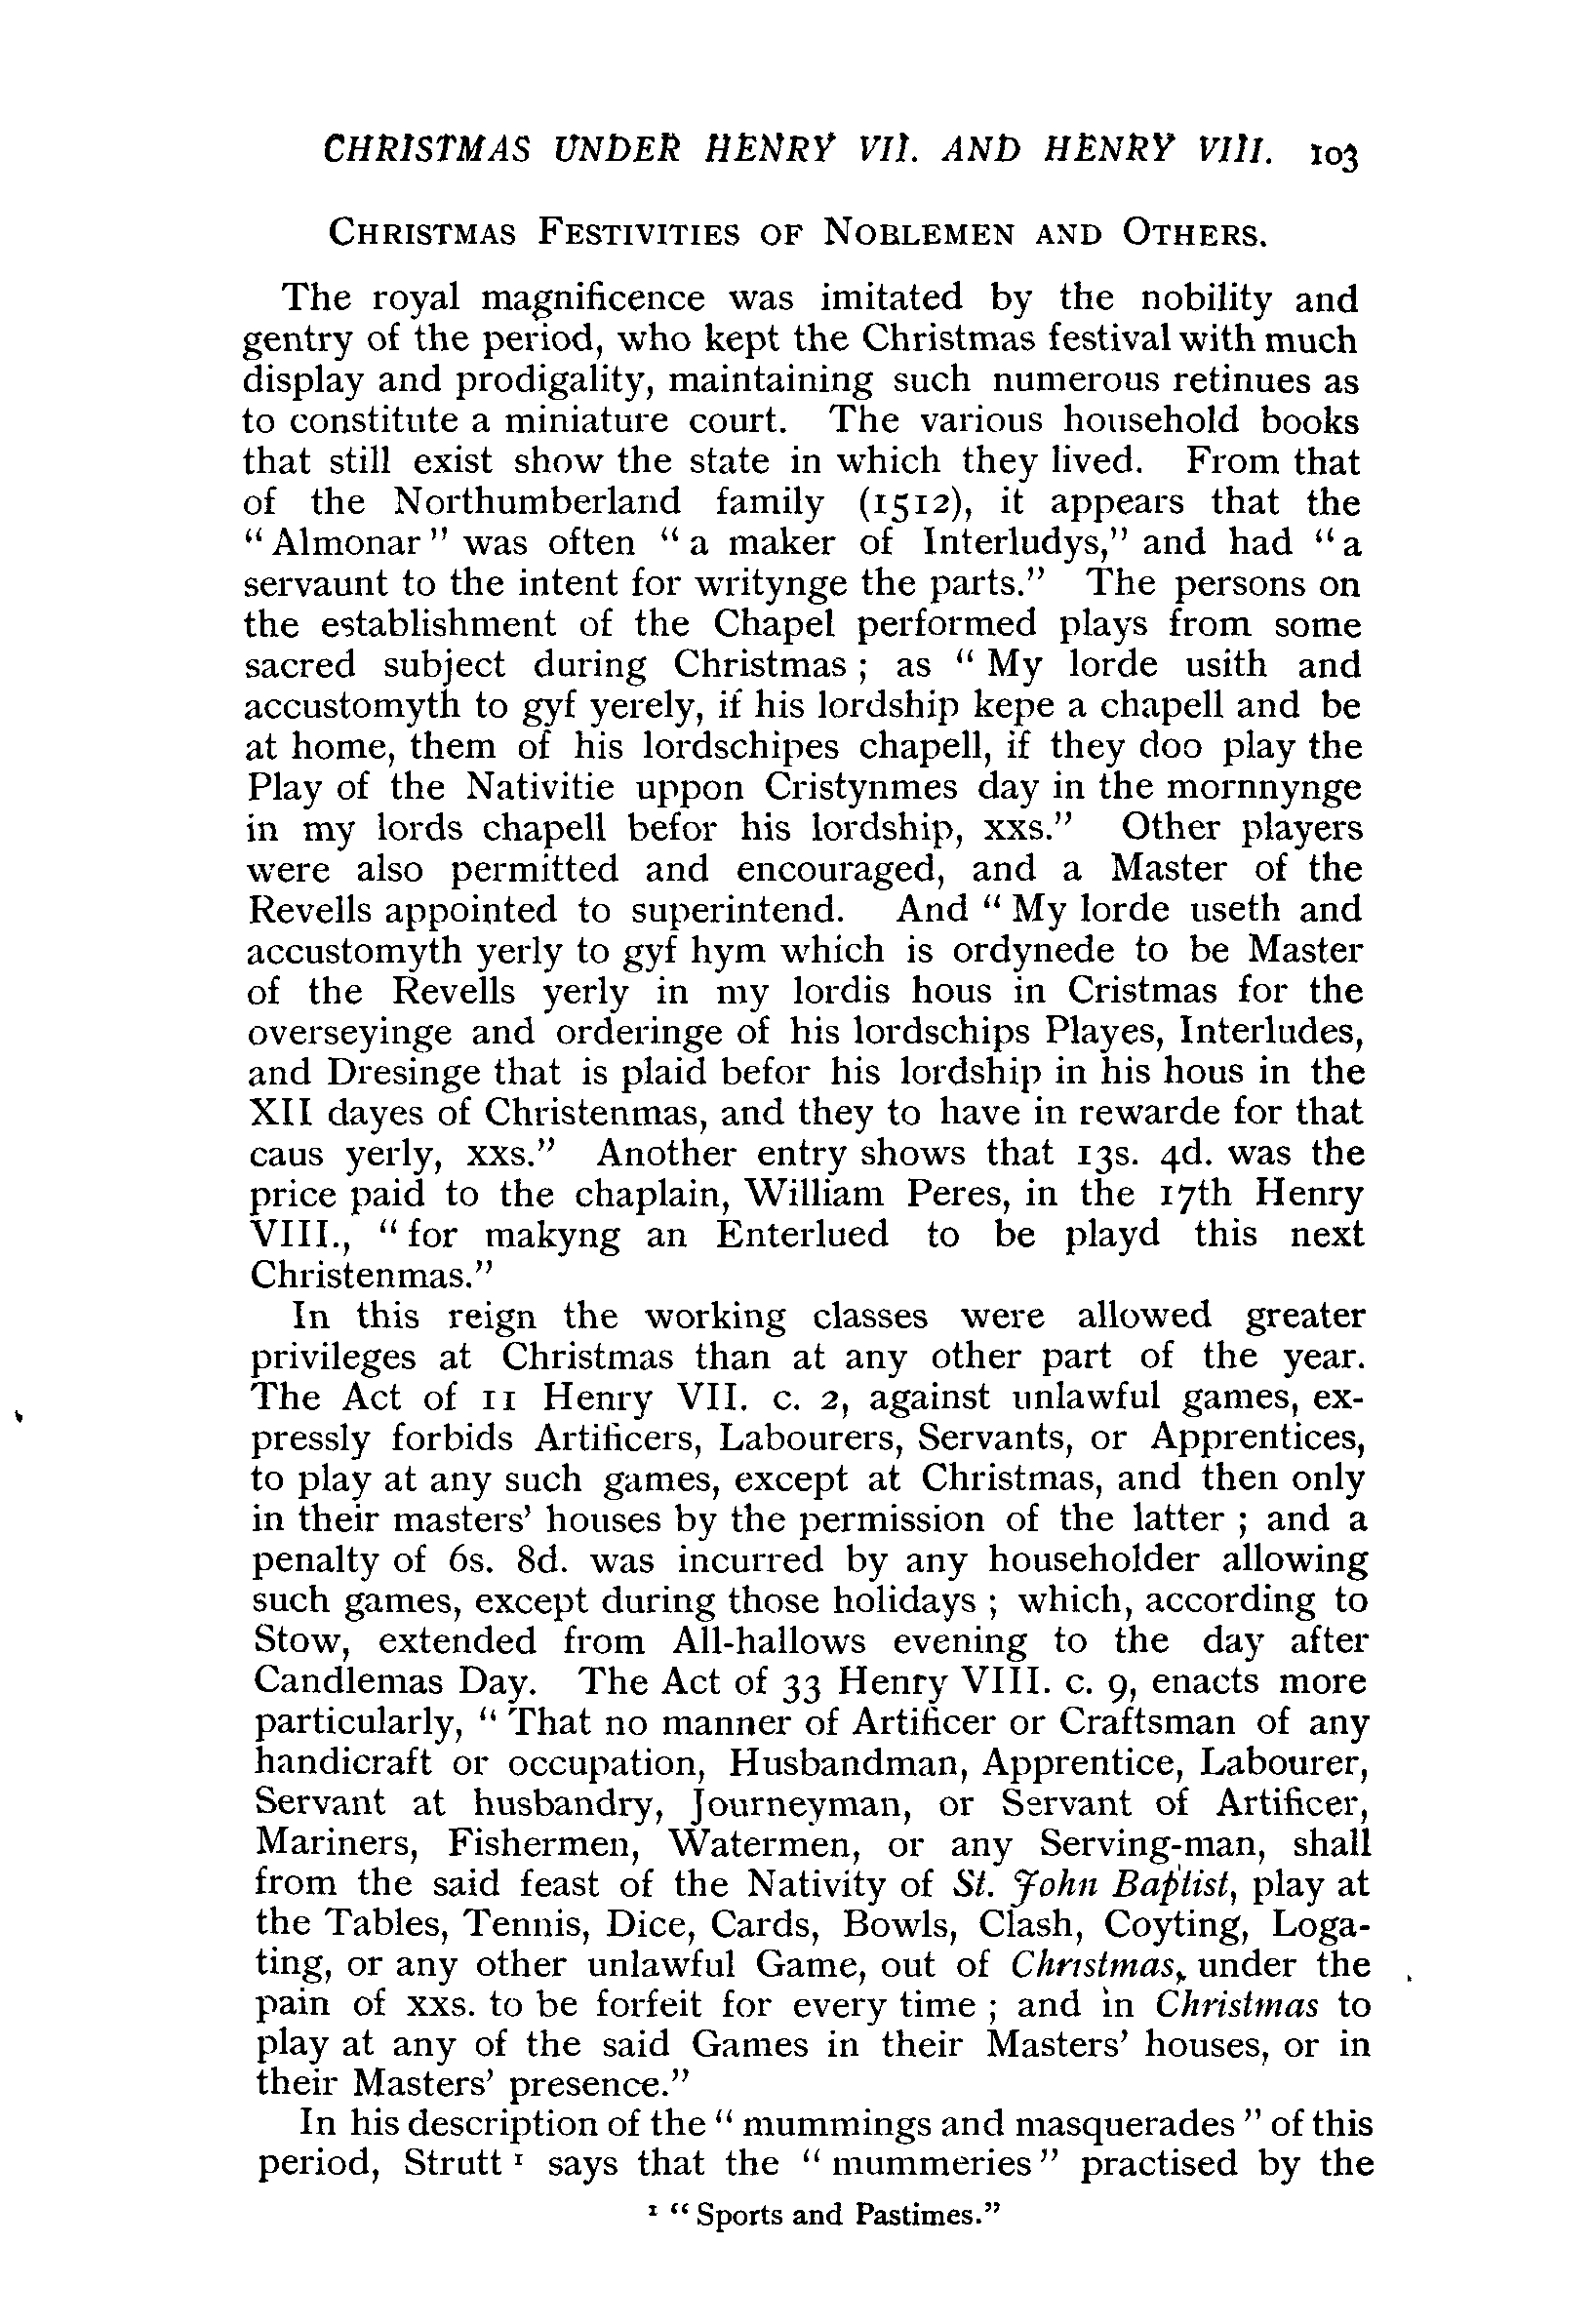 CHRISTMAS UNDER HENRY VII. AND HENRY VIII. 103
CHRISTMAS FESTIVITIES OF NOBLEMEN AND OTHERS.
The royal magnificence was imitated by the nobility and
gentry of the period, who kept the Christmas festival with much
display and prodigality, maintaining such numerous retinues as
to constitute a miniature court. The various household books
that still exist show the state in which they lived. From that
of the Northumberland family (1512), it appears that the
“Almonar” was often “a maker of Interludys,” and had “a
servaunt to the intent for writynge the parts.” The persons on
the establishment of the Chapel performed plays from some
sacred subject during Christmas; as “My lorde usith and
accustomyth to gyf yerely, if his lordship kepe a chapell and be
at home, them of his lordschipes chapell, if they doo play the
Play of the Nativitie uppon Cristynmes day in the mornnynge
in my lords chapell befor his lordship, xxs.” Other players
were also permitted and encouraged, and a Master of the
Revells appointed to superintend. And “My lorde useth and
accustomyth yerly to gyf hym which is ordynede to be Master
of the Revells yerly in my lordis hous in Cristmas for the
overseyinge and orderinge of his lordschips Playes, Interludes,
and Dresinge that is plaid befor his lordship in his hous in the
XII dayes of Christenmas, and they to have in rewarde for that
caus yerly, xxs.” Another entry shows that 13s. 4d. was the
price paid to the chaplain, William Peres, in the 17th Henry
VIII., “for makyng an Enterlued to be playd this next
Christenmas.”
In this reign the working classes were allowed greater
privileges at Christmas than at any other part of the year.
The Act of 11 Henry VII. c. 2, against unlawful games, ex-
pressly forbids Artificers, Labourers, Servants, or Apprentices,
to play at any such games, except at Christmas, and then only
in their masters’ houses by the permission of the latter; and a
penalty of 6s. 8d. was incurred by any householder allowing
such games, except during those holidays; which, according to
Stow, extended from All-hallows evening to the day after
Candlemas Day. The Act of 33 Henry VIII. c. 9, enacts more
particularly, “That no manner of Artificer or Craftsman of any
handicraft or occupation, Husbandman, Apprentice, Labourer,
Servant at husbandry, Journeyman, or Servant of Artificer,
Mariners, Fishermen, Watermen, or any Serving-man, shall
from the said feast of the Nativity of St. John Baptist, play at
the Tables, Tennis, Dice, Cards, Bowls, Clash, Coyting, Loga-
ting, or any other unlawful Game, out of Christmas, under the
pain of xxs. to be forfeit for every time; and in Christmas to
play at any of the said Games in their Masters’ houses, or in
their Masters’ presence.”
In his description of the “mummings and masquerades” of this
period, Strutt¹ says that the “mummeries” practised by the
¹ “Sports and Pastimes.”